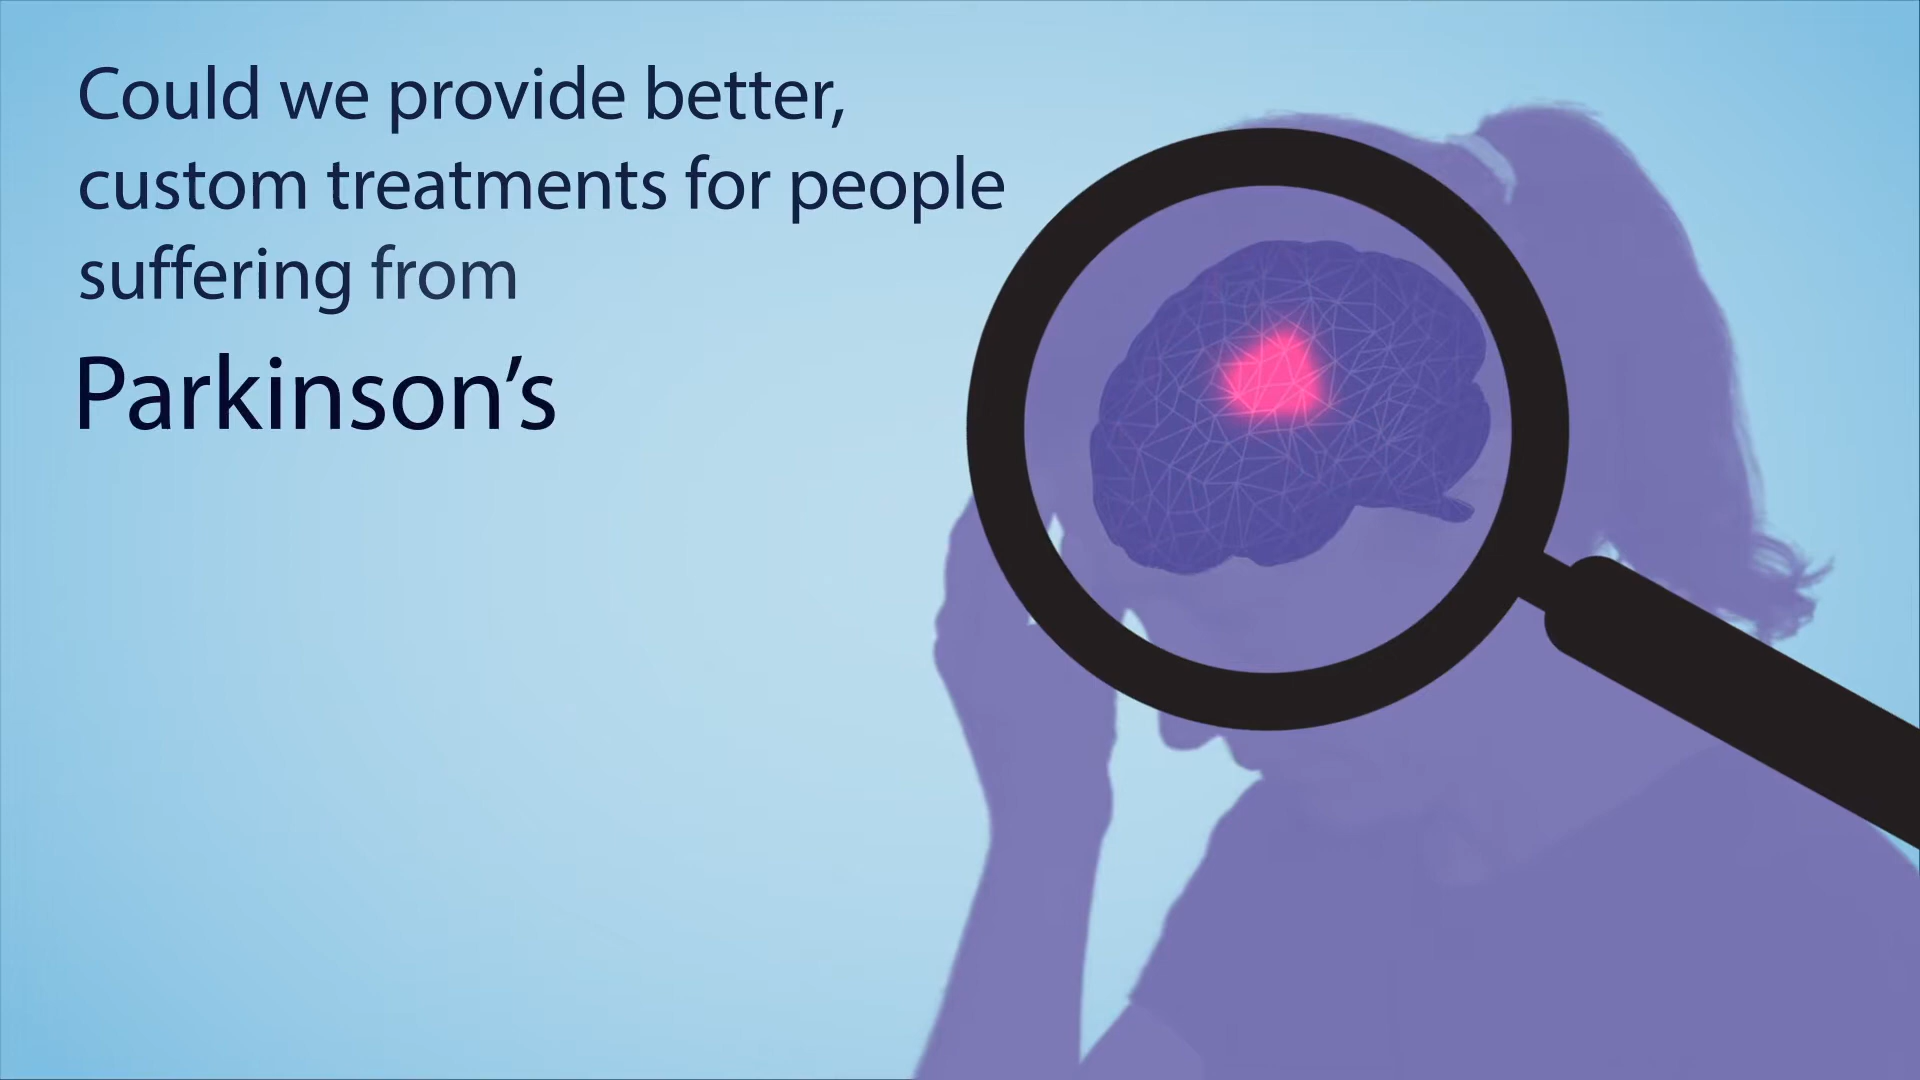 Could we provide better,
custom treatments for people
suffering from
Parkinson’s